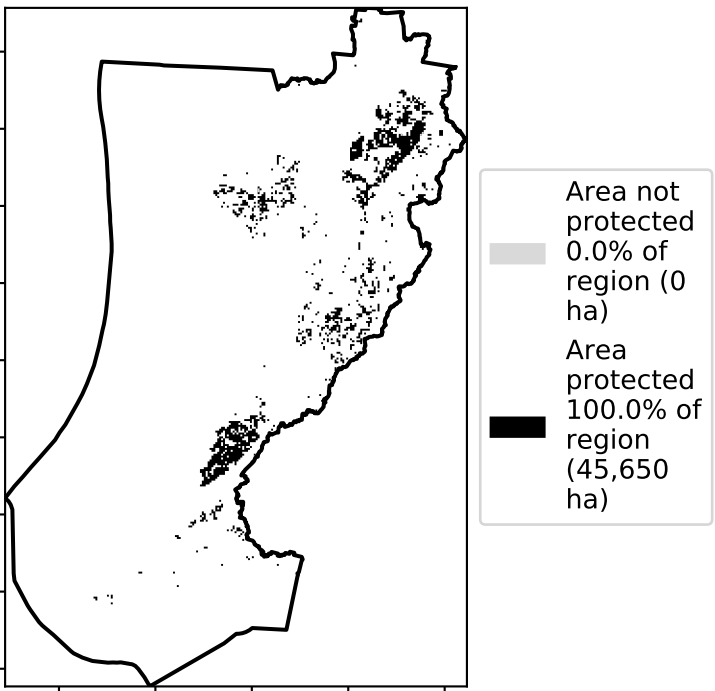 Area not
protected
0.0% of
region (0
ha)
Area
protected
100.0% of
region
(45,650
ha)